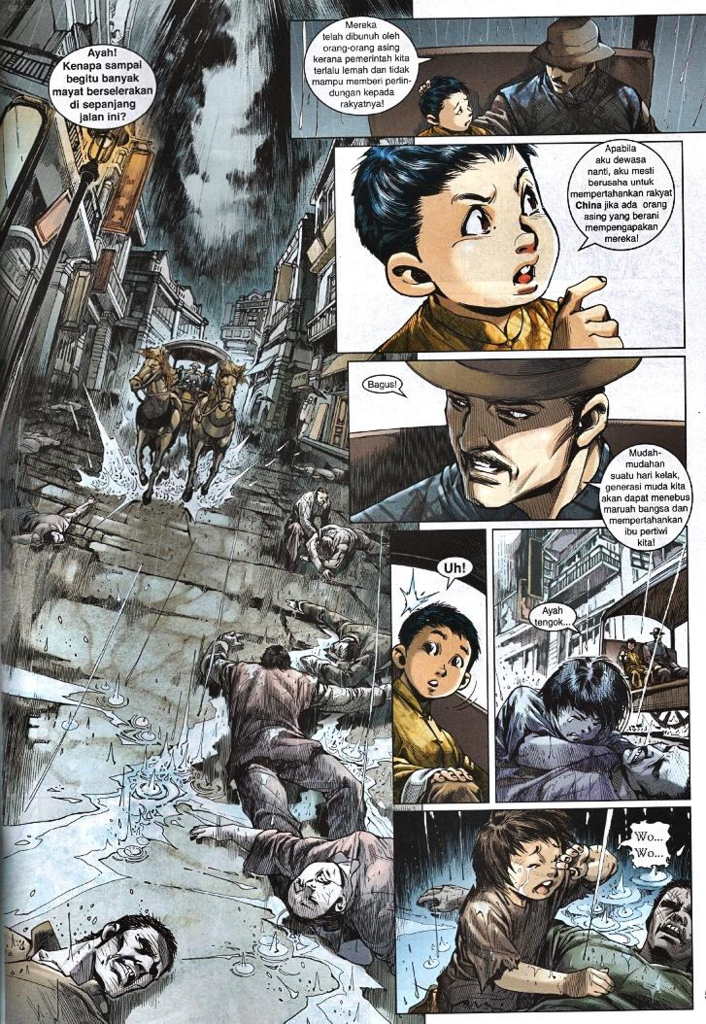 Ayah!
Kenapa sampai
begitu banyak
mayat berselerakan
di sepanjang
jalan ini?
Mereka
telah dibunuh oleh
orang-orang asing
kerana pemerintah kita
terlalu lemah dan tidak
mampu memberi perlin-
dungan kepada
rakyatnya!
Apabila
aku dewasa
nanti, aku mesti
berusaha untuk
mempertahankan rakyat
China jika ada orang
asing yang berani
mempengapakan
mereka!
Bagus!
Mudah-
mudahan
suatu hari kelak,
generasi muda kita
akan dapat menebus
maruah bangsa dan
mempertahankan
ibu pertiwi
kita!
Uh!
Ayah
tengok...
Wo...
Wo...